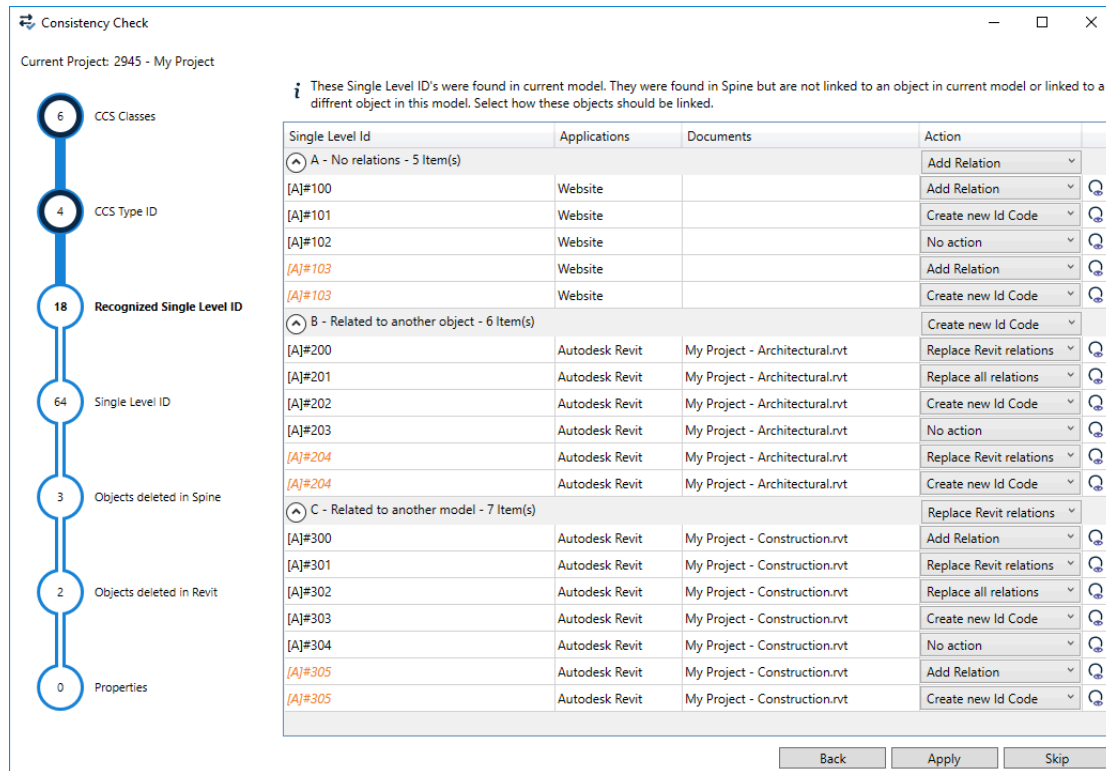 Consistency Check
Current Project: 2945 - My Project
6 CCS Classes
4 CCS Type ID
18 Recognized Single Level ID
64 Single Level ID
3 Objects deleted in Spine
2 Objects deleted in Revit
0 Properties
i These Single Level ID's were found in current model. They were found in Spine but are not linked to an object in current model or linked to a
diffrent object in this model. Select how these objects should be linked.
Single Level Id Applications Documents Action
A - No relations - 5 Item(s) Add Relation
[A]#100 Website Add Relation
[A]#101 Website Create new Id Code
[A]#102 Website No action
[A]#103 Website Add Relation
[A]#103 Website Create new Id Code
B - Related to another object - 6 Item(s) Create new Id Code
[A]#200 Autodesk Revit My Project - Architectural.rvt Replace Revit relations
[A]#201 Autodesk Revit My Project - Architectural.rvt Replace all relations
[A]#202 Autodesk Revit My Project - Architectural.rvt Create new Id Code
[A]#203 Autodesk Revit My Project - Architectural.rvt No action
[A]#204 Autodesk Revit My Project - Architectural.rvt Replace Revit relations
[A]#204 Autodesk Revit My Project - Architectural.rvt Create new Id Code
C - Related to another model - 7 Item(s) Replace Revit relations
[A]#300 Autodesk Revit My Project - Construction.rvt Add Relation
[A]#301 Autodesk Revit My Project - Construction.rvt Replace Revit relations
[A]#302 Autodesk Revit My Project - Construction.rvt Replace all relations
[A]#303 Autodesk Revit My Project - Construction.rvt Create new Id Code
[A]#304 Autodesk Revit My Project - Construction.rvt No action
[A]#305 Autodesk Revit My Project - Construction.rvt Add Relation
[A]#305 Autodesk Revit My Project - Construction.rvt Create new Id Code
Back Apply Skip